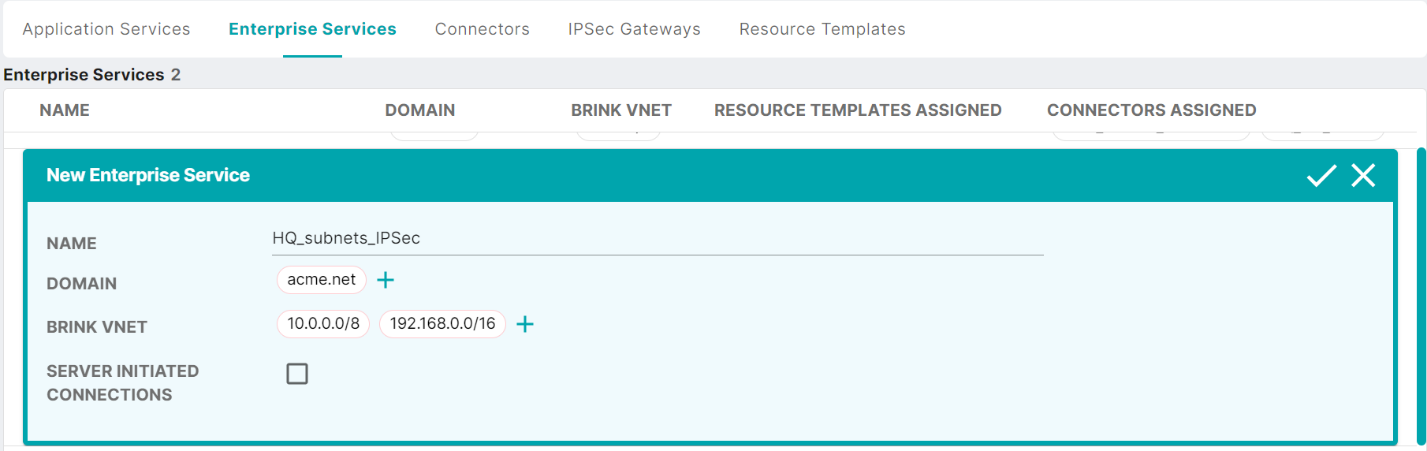 Application Services Enterprise Services Connectors IPSec Gateways Resource Templates
Enterprise Services 2
NAME DOMAIN BRINK VNET RESOURCE TEMPLATES ASSIGNED CONNECTORS ASSIGNED
New Enterprise Service
NAME HQ_subnets_IPSec
DOMAIN acme.net +
BRINK VNET 10.0.0.0/8 192.168.0.0/16 +
SERVER INITIATED
CONNECTIONS